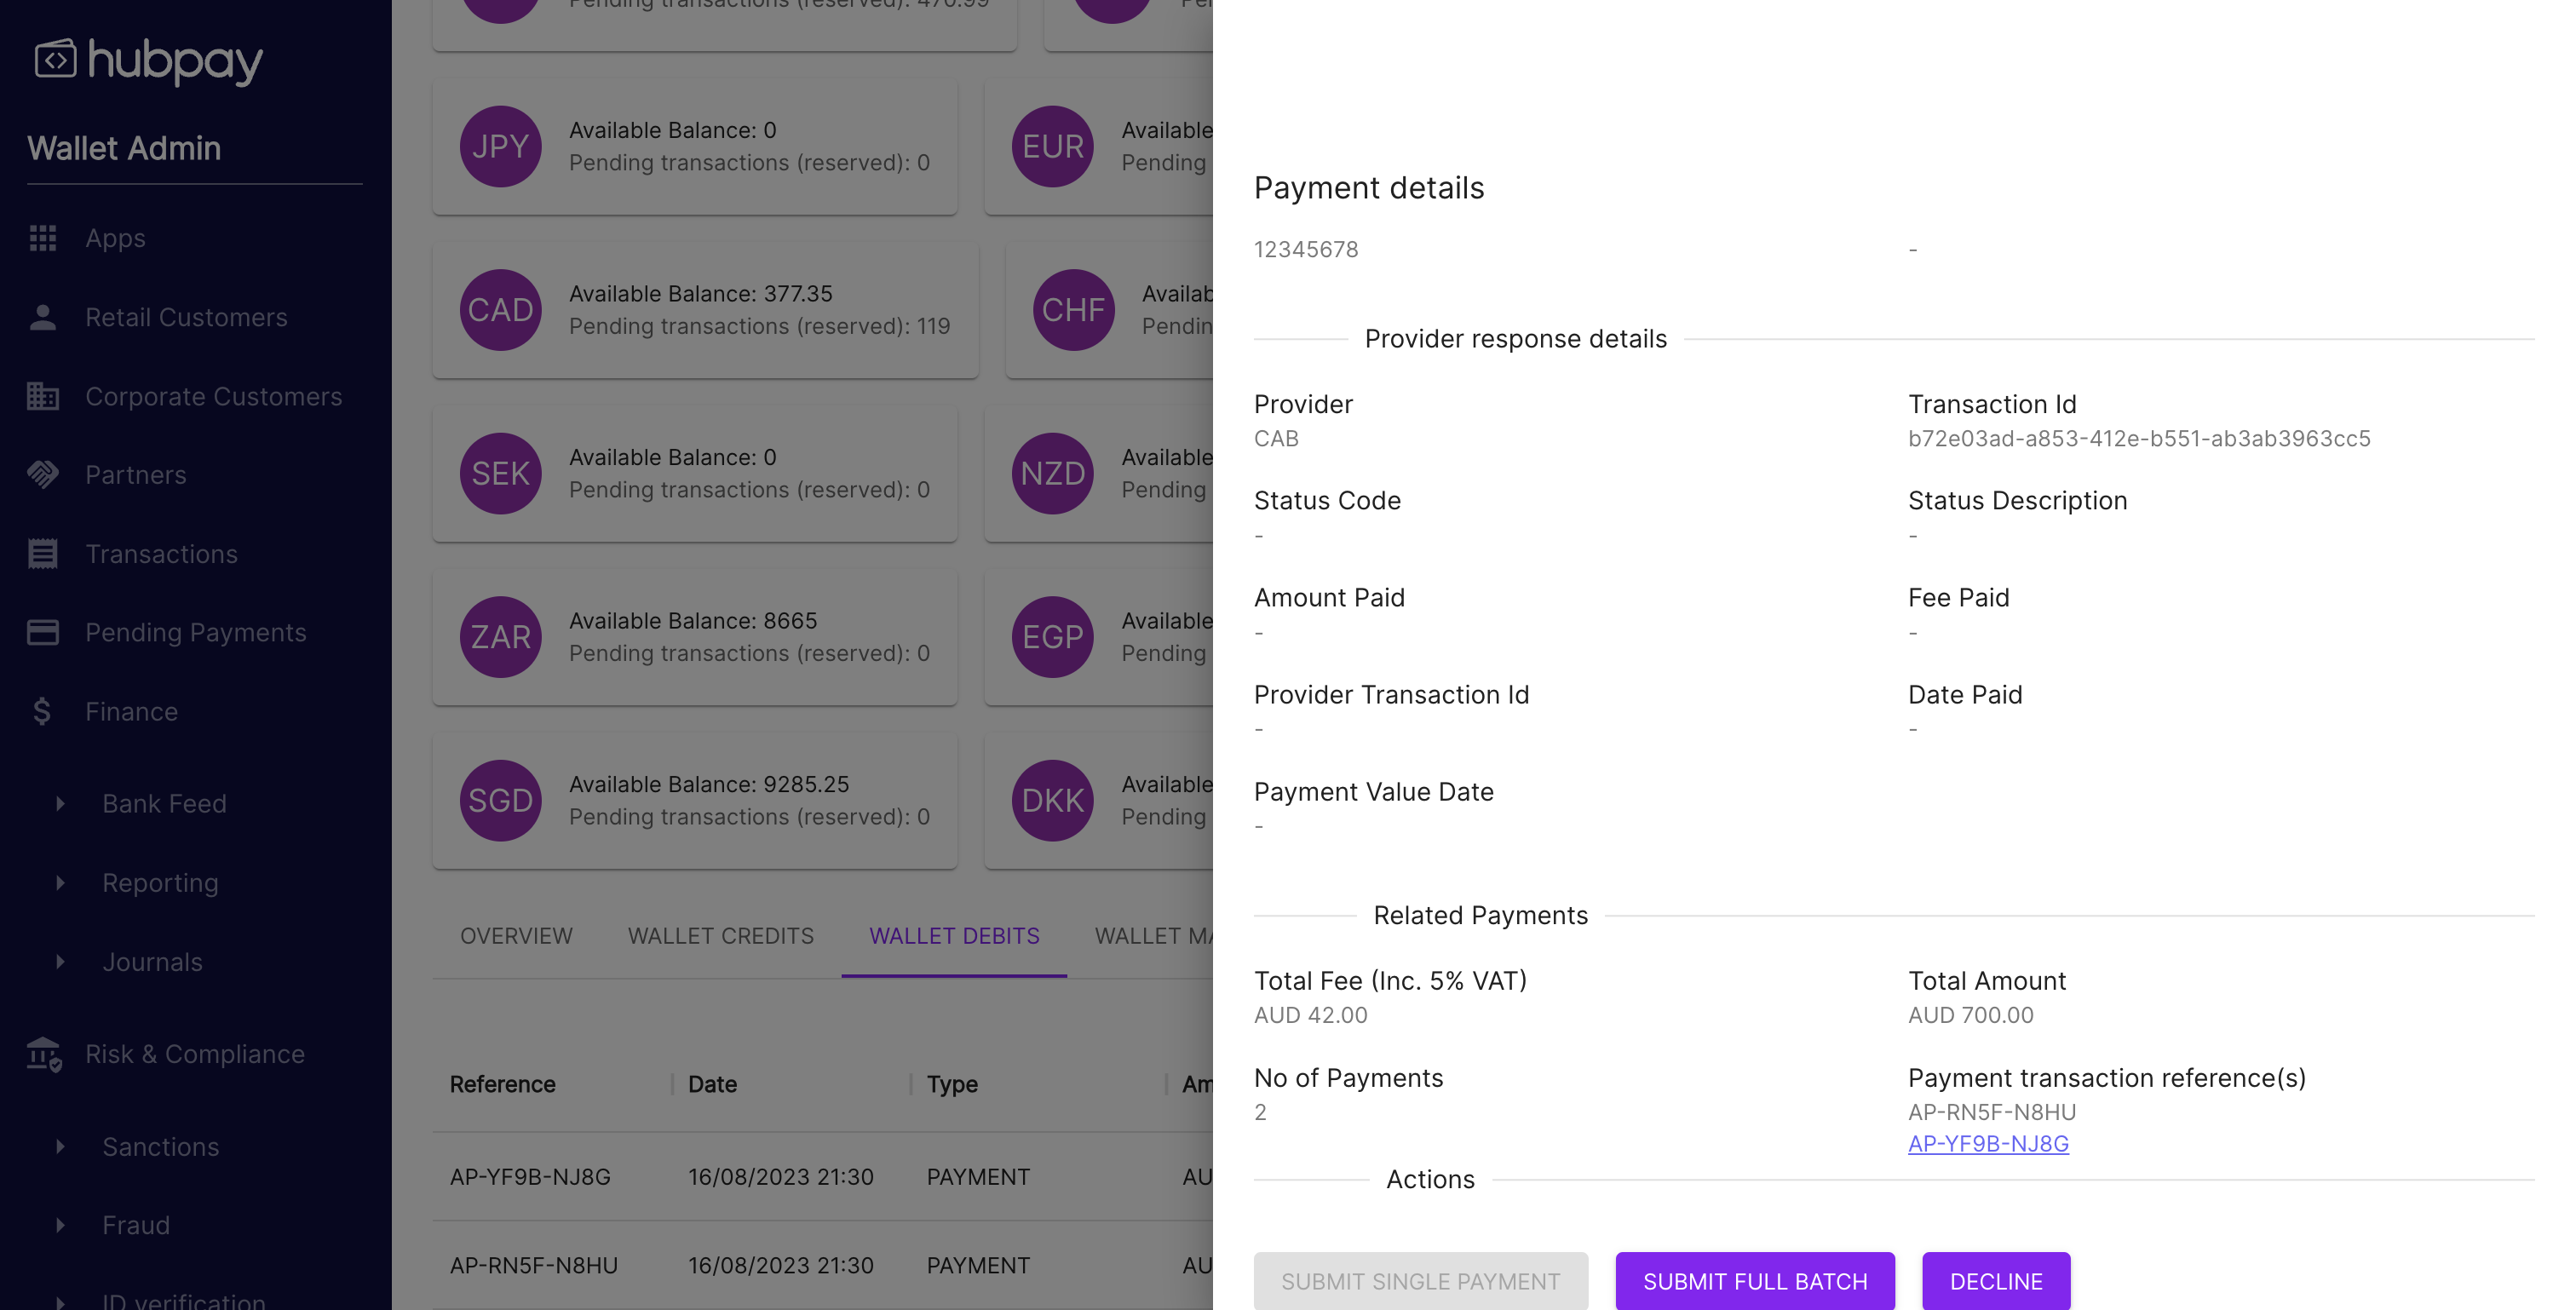 hubpay
Wallet Admin
Apps
Retail Customers
Corporate Customers
Partners
Transactions
Pending Payments
Finance
Bank Feed
Reporting
Journals
Risk & Compliance
Sanctions
Fraud
ID verification
Pending transactions (reserved): 470.99
JPY
Available Balance: 0
Pending transactions (reserved): 0
EUR
Available
Pending
CAD
Available Balance: 377.35
Pending transactions (reserved): 119
CHF
Availab
Pendin
SEK
Available Balance: 0
Pending transactions (reserved): 0
NZD
Available
Pending
ZAR
Available Balance: 8665
Pending transactions (reserved): 0
EGP
Available
Pending
SGD
Available Balance: 9285.25
Pending transactions (reserved): 0
DKK
Available
Pending
OVERVIEW WALLET CREDITS WALLET DEBITS WALLET MA
Reference Date Type Am
AP-YF9B-NJ8G 16/08/2023 21:30 PAYMENT AU
AP-RN5F-N8HU 16/08/2023 21:30 PAYMENT AU
Payment details
12345678 -
Provider response details
Provider
CAB
Transaction Id
b72e03ad-a853-412e-b551-ab3ab3963cc5
Status Code
-
Status Description
-
Amount Paid
-
Fee Paid
-
Provider Transaction Id
-
Date Paid
-
Payment Value Date
-
Related Payments
Total Fee (Inc. 5% VAT)
AUD 42.00
Total Amount
AUD 700.00
No of Payments
2
Payment transaction reference(s)
AP-RN5F-N8HU
AP-YF9B-NJ8G
Actions
SUBMIT SINGLE PAYMENT
SUBMIT FULL BATCH
DECLINE